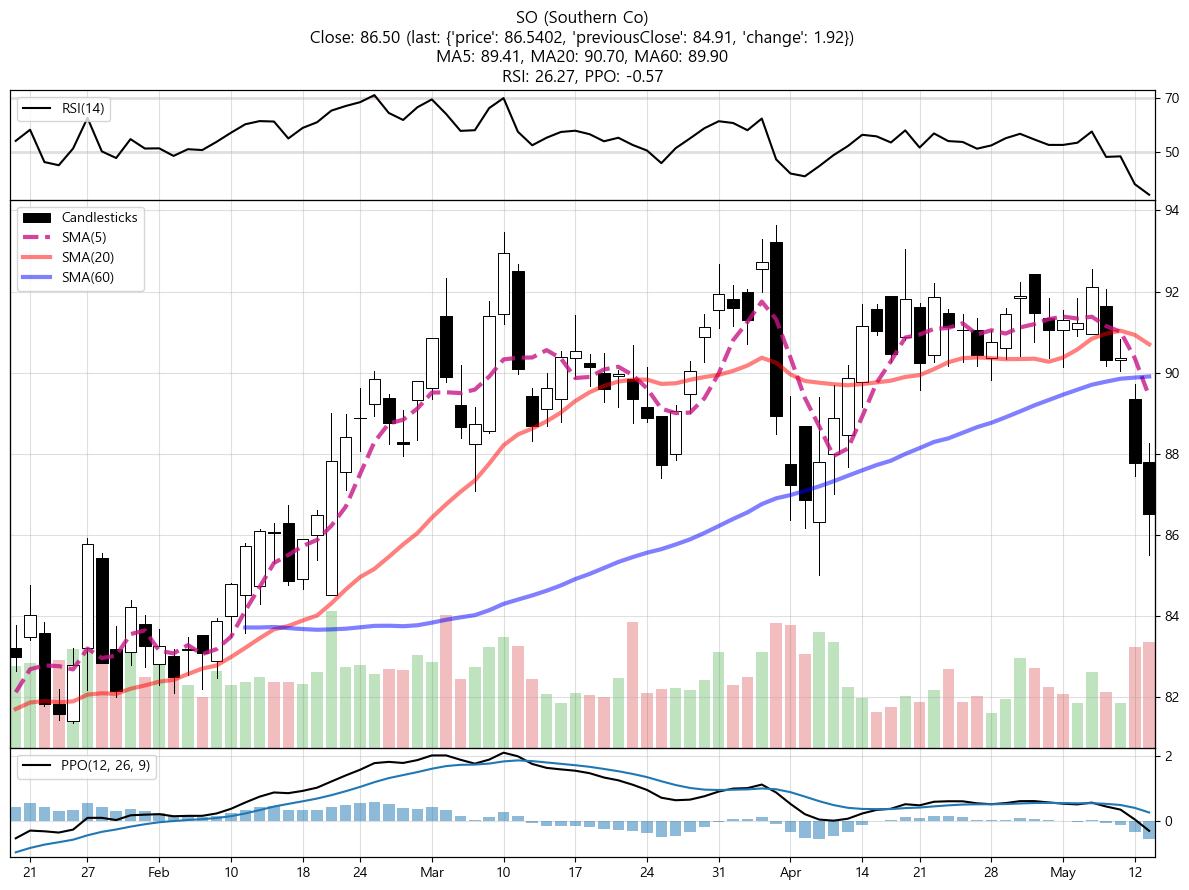 SO (Southern Co)
Close: 86.50 (last: {'price': 86.5402, 'previousClose': 84.91, 'change': 1.92})
MA5: 89.41, MA20: 90.70, MA60: 89.90
RSI: 26.27, PPO: -0.57
RSI(14)
70
50
Candlesticks
SMA(5)
SMA(20)
SMA(60)
94
92
90
88
86
84
82
PPO(12, 26, 9)
2
0
21 27 Feb 10 18 24 Mar 10 17 24 31 Apr 14 21 28 May 12